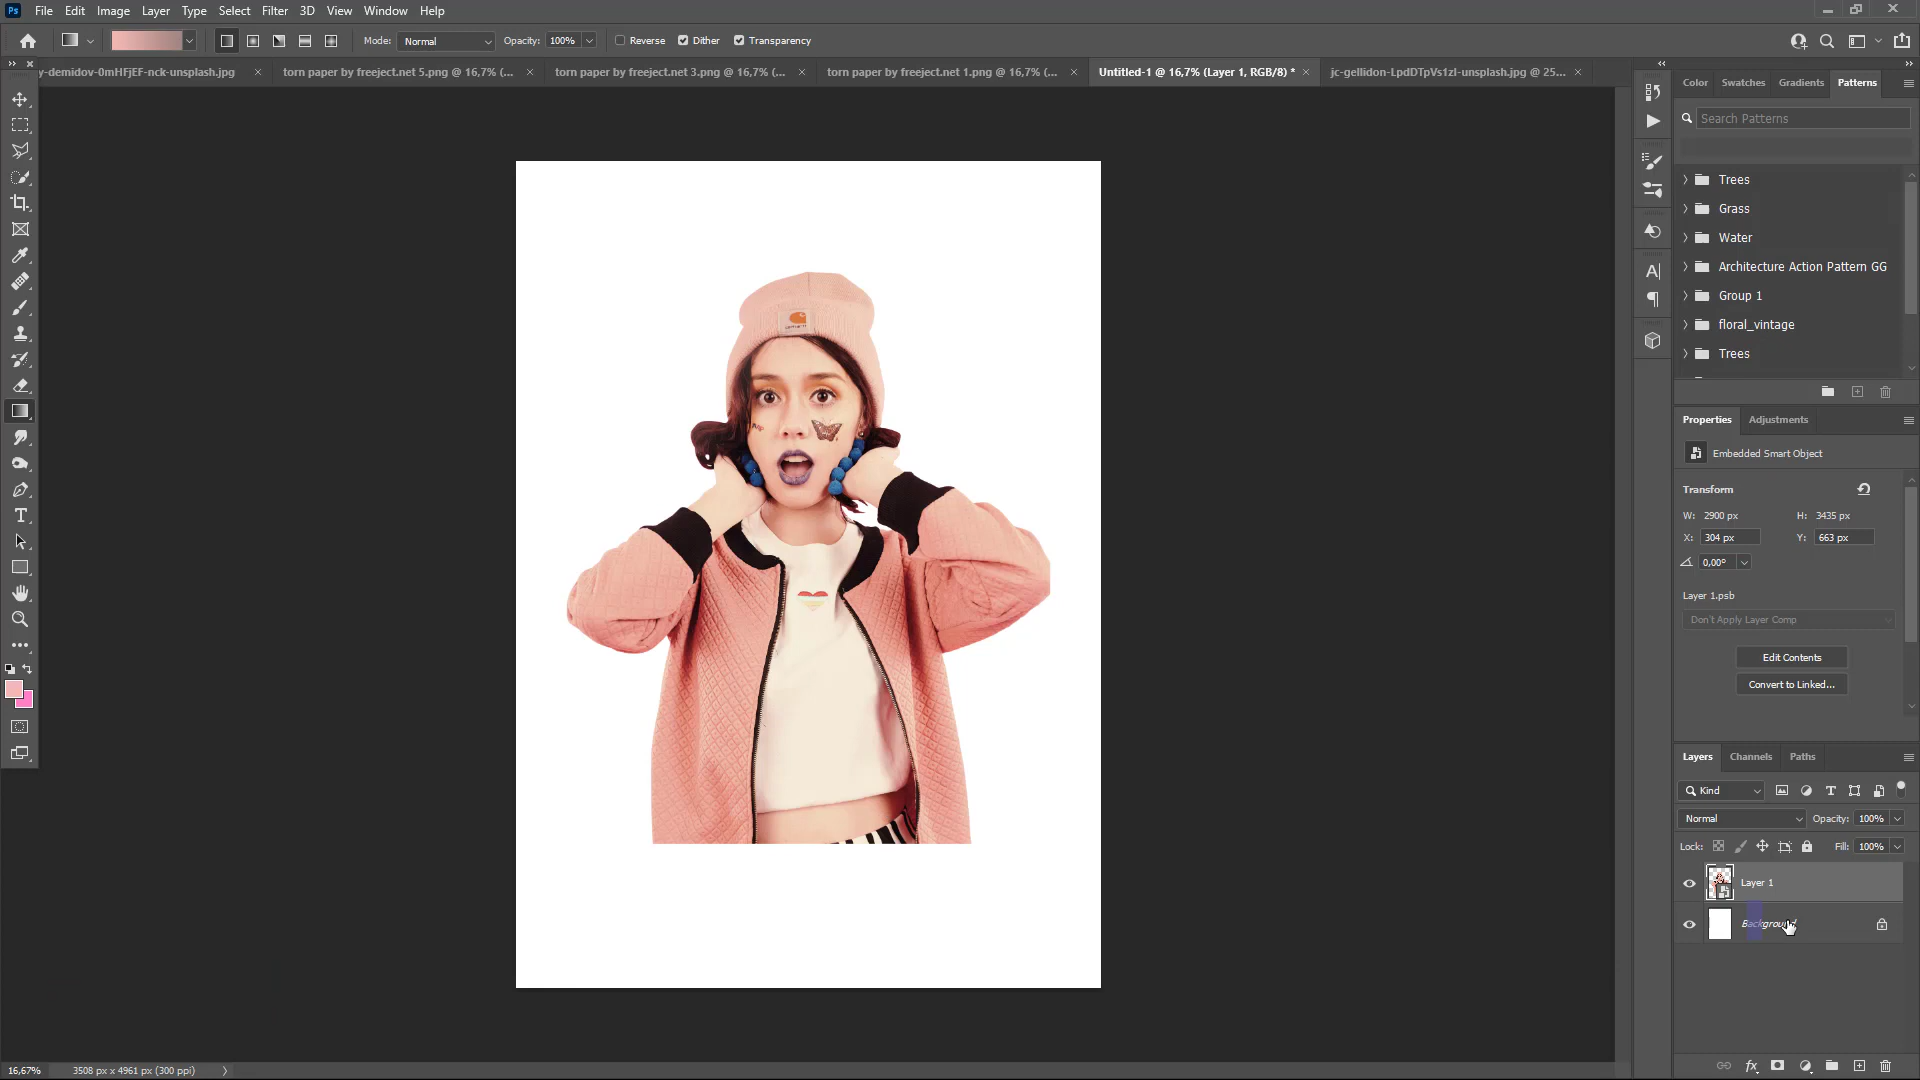 File Edit Image Layer Type Select Filter 3D View Window Help
Mode: Normal Opacity: 100% Reverse Dither Transparency
y-demidov-0mHFjEF-nck-unsplash.jpg torn paper by freeject.net 5.png @ 16,7% (... torn paper by freeject.net 3.png @ 16,7% (... torn paper by freeject.net 1.png @ 16,7% (... Untitled-1 @ 16,7% (Layer 1, RGB/8) * jc-gellidon-LpdDTpVs1zI-unsplash.jpg @ 25...
Color Swatches Gradients Patterns
Search Patterns
Trees
Grass
Water
Architecture Action Pattern GG
Group 1
floral_vintage
Trees
Properties Adjustments
Embedded Smart Object
Transform
W: 2900 px H: 3435 px
X: 304 px Y: 663 px
0,00°
Layer 1.psb
Don't Apply Layer Comp
Edit Contents
Convert to Linked...
Layers Channels Paths
Kind
Normal Opacity: 100%
Lock: Fill: 100%
Layer 1
Background
16,67% 3508 px x 4961 px (300 ppi)